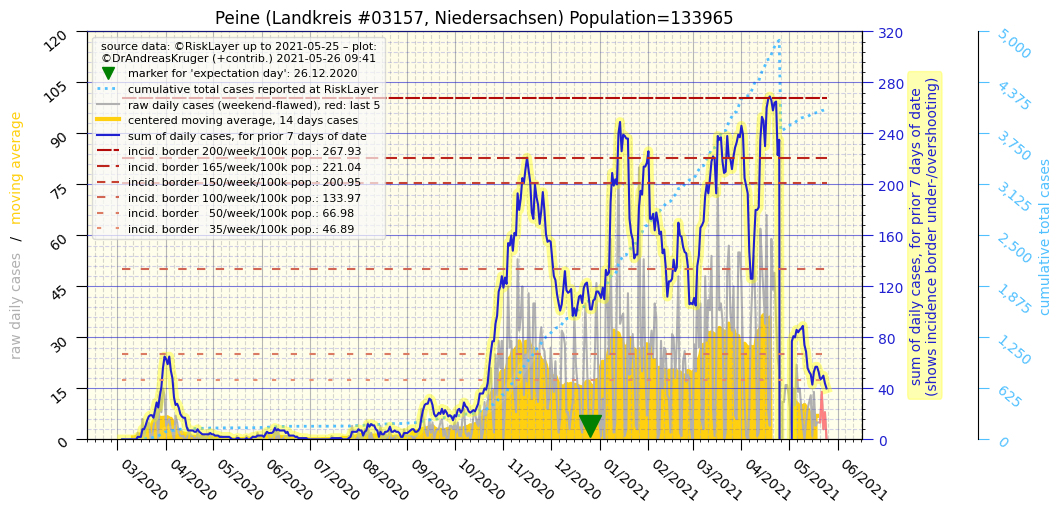 Peine (Landkreis #03157, Niedersachsen) Population=133965
source data: ©RiskLayer up to 2021-05-25 – plot:
©DrAndreasKruger (+contrib.) 2021-05-26 09:41
marker for 'expectation day': 26.12.2020
cumulative total cases reported at RiskLayer
raw daily cases (weekend-flawed), red: last 5
centered moving average, 14 days cases
sum of daily cases, for prior 7 days of date
incid. border 200/week/100k pop.: 267.93
incid. border 165/week/100k pop.: 221.04
incid. border 150/week/100k pop.: 200.95
incid. border 100/week/100k pop.: 133.97
incid. border 50/week/100k pop.: 66.98
incid. border 35/week/100k pop.: 46.89
raw daily cases / moving average
120
105
90
75
60
45
30
15
0
03/2020
04/2020
05/2020
06/2020
07/2020
08/2020
09/2020
10/2020
11/2020
12/2020
01/2021
02/2021
03/2021
04/2021
05/2021
06/2021
320
280
240
200
160
120
80
40
0
sum of daily cases, for prior 7 days of date
(shows incidence border under-/overshooting)
5,000
4,375
3,750
3,125
2,500
1,875
1,250
625
0
cumulative total cases